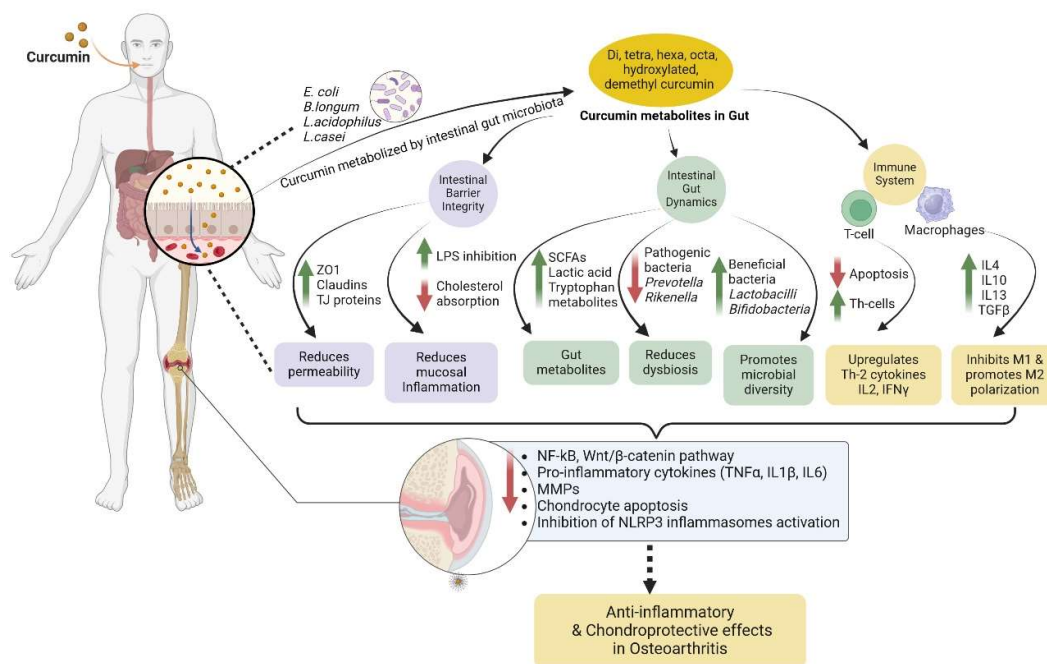 Curcumin
E. coli
B.longum
L.acidophilus
L.casei
Curcumin metabolized by intestinal gut microbiota
Di, tetra, hexa, octa,
hydroxylated,
demethyl curcumin
Curcumin metabolites in Gut
Intestinal
Barrier
Integrity
Intestinal
Gut
Dynamics
Immune
System
T-cell
Macrophages
ZO1
Claudins
TJ proteins
LPS inhibition
Cholesterol
absorption
SCFAs
Lactic acid
Tryptophan
metabolites
Pathogenic
bacteria
Prevotella
Rikenella
Beneficial
bacteria
Lactobacilli
Bifidobacteria
Apoptosis
Th-cells
IL4
IL10
IL13
TGFβ
Reduces
permeability
Reduces
mucosal
Inflammation
Gut
metabolites
Reduces
dysbiosis
Promotes
microbial
diversity
Upregulates
Th-2 cytokines
IL2, IFNγ
Inhibits M1 &
promotes M2
polarization
• NF-kB, Wnt/β-catenin pathway
• Pro-inflammatory cytokines (TNFα, IL1β, IL6)
• MMPs
• Chondrocyte apoptosis
• Inhibition of NLRP3 inflammasomes activation
Anti-inflammatory
& Chondroprotective effects
in Osteoarthritis